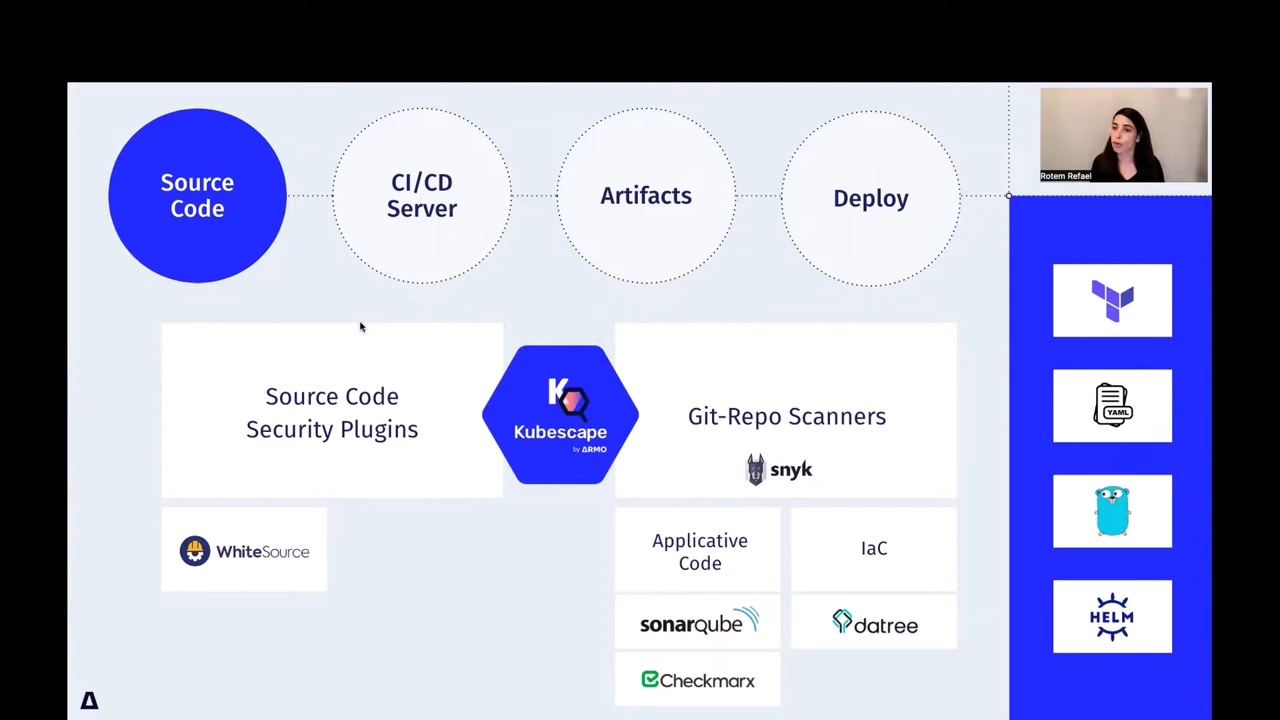 Source
Code
CI/CD
Server
Artifacts
Deploy
Rotem Refael
Source Code
Security Plugins
Kubescape
by ARMO
Git-Repo Scanners
snyk
WhiteSource
Applicative
Code
IaC
sonarqube
datree
Checkmarx
YAML
HELM